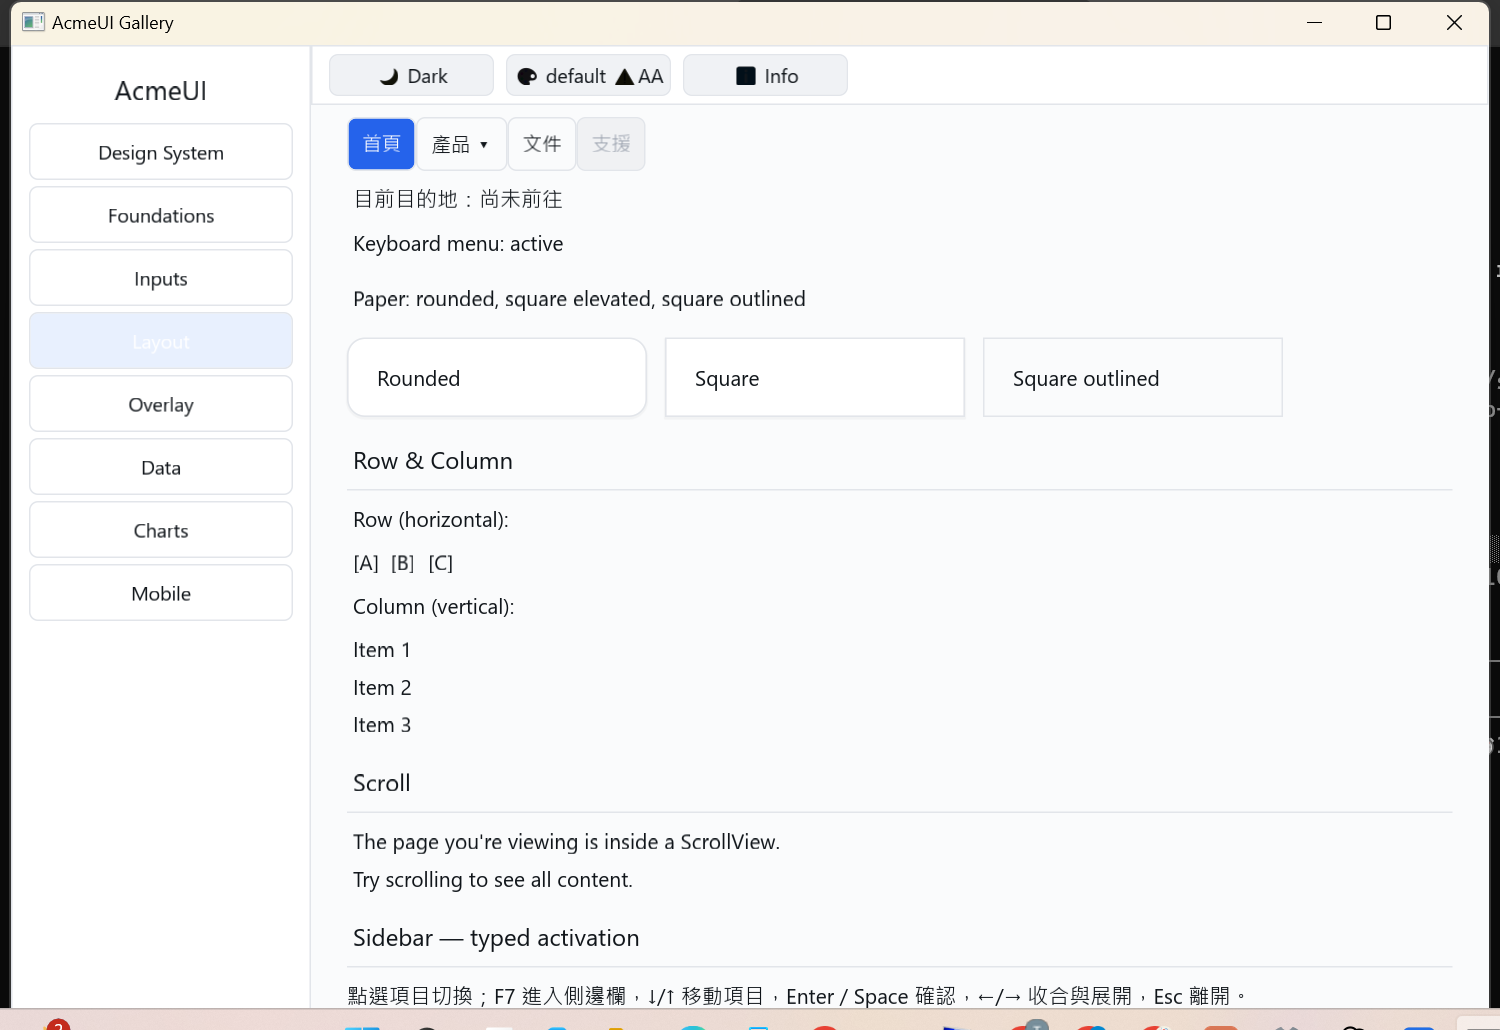 AcmeUI Gallery
AcmeUI
Design System
Foundations
Inputs
Layout
Overlay
Data
Charts
Mobile
Dark
default ▲AA
Info
首頁
產品 ▼
文件
支援
目前目的地：尚未前往
Keyboard menu: active
Paper: rounded, square elevated, square outlined
Rounded
Square
Square outlined
Row & Column
Row (horizontal):
[A] [B] [C]
Column (vertical):
Item 1
Item 2
Item 3
Scroll
The page you're viewing is inside a ScrollView.
Try scrolling to see all content.
Sidebar — typed activation
點選項目切換；F7 進入側邊欄，↓/↑ 移動項目，Enter / Space 確認，←/→ 收合與展開，Esc 離開。
2